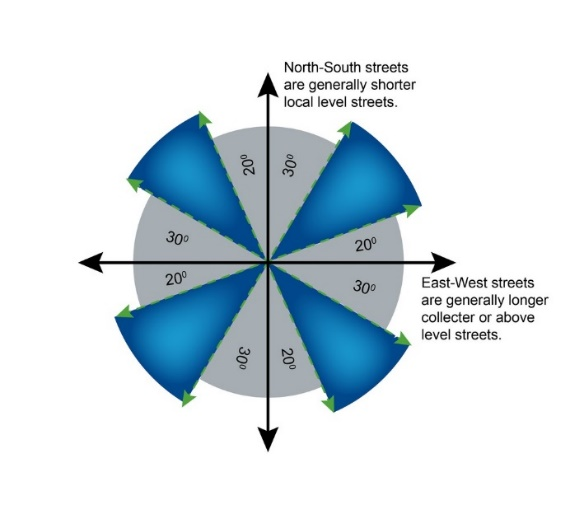 North-South streets
are generally shorter
local level streets.
20⁰
30⁰
30⁰
20⁰
20⁰
30⁰
East-West streets
are generally longer
collecter or above
level streets.
30⁰
20⁰